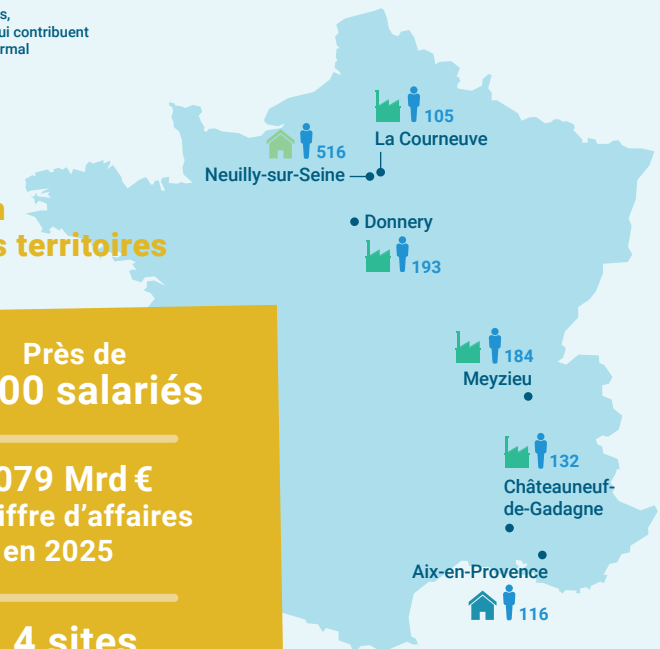 s,
ui contribuent
rmal
105
La Courneuve
516
Neuilly-sur-Seine
Donnery
193
s territoires
184
Meyzieu
Près de
00 salariés
132
Châteauneuf-
de-Gadagne
079 Mrd €
iffre d’affaires
en 2025
Aix-en-Provence
116
4 sites